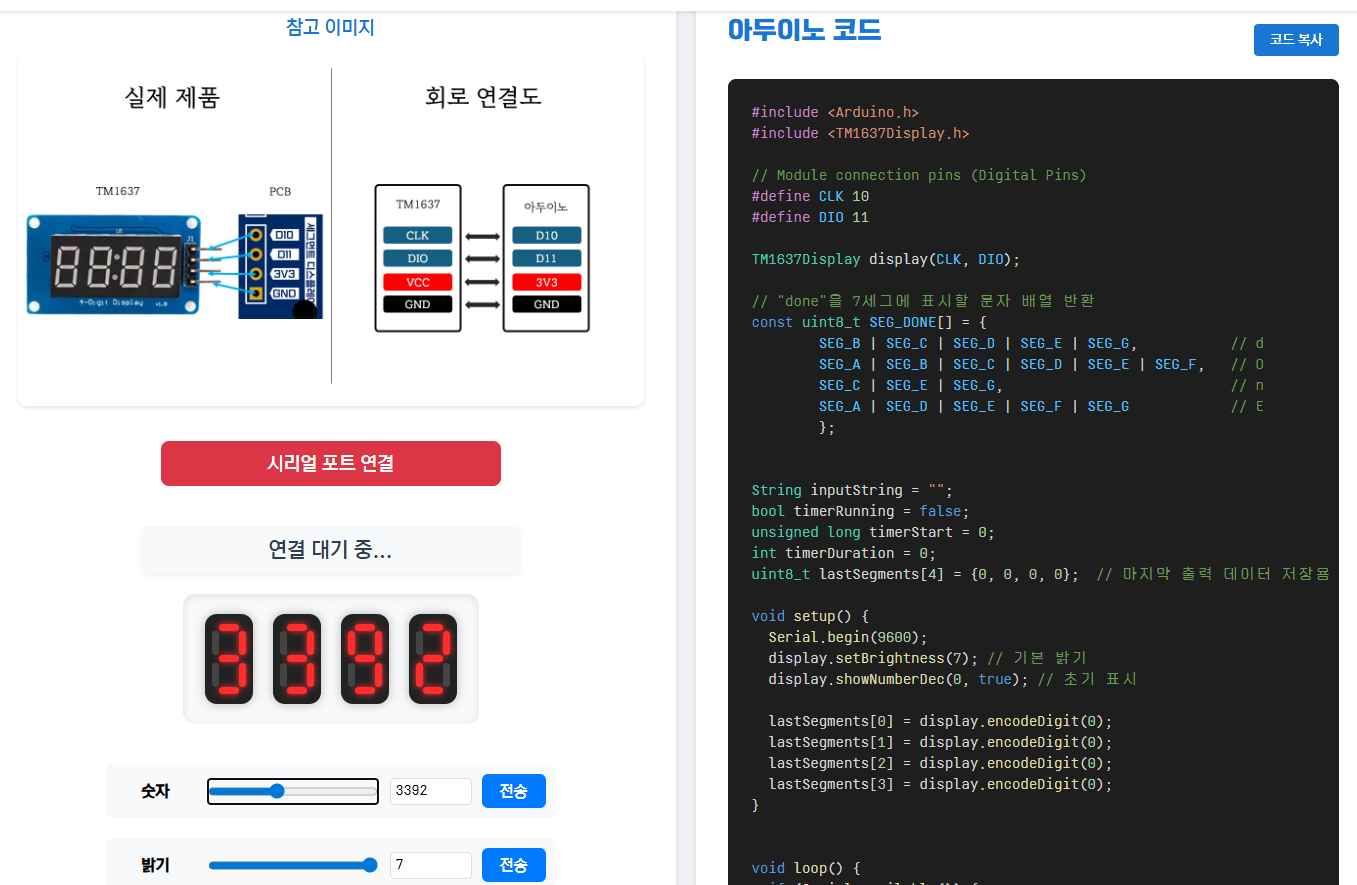 참고 이미지
실제 제품
회로 연결도
TM1637
PCB
D10
D11
3V3
GND
세그먼트 디스플레이
U1
J1
4-Digit Display v1.0
TM1637
아두이노
CLK
D10
DIO
D11
VCC
3V3
GND
GND
시리얼 포트 연결
연결 대기 중...
3392
숫자
3392
전송
밝기
7
전송
아두이노 코드
코드 복사
#include <Arduino.h>
#include <TM1637Display.h>
// Module connection pins (Digital Pins)
#define CLK 10
#define DIO 11
TM1637Display display(CLK, DIO);
// "done"을 7세그에 표시할 문자 배열 반환
const uint8_t SEG_DONE[] = {
SEG_B | SEG_C | SEG_D | SEG_E | SEG_G, // d
SEG_A | SEG_B | SEG_C | SEG_D | SEG_E | SEG_F, // O
SEG_C | SEG_E | SEG_G, // n
SEG_A | SEG_D | SEG_E | SEG_F | SEG_G // E
};
String inputString = "";
bool timerRunning = false;
unsigned long timerStart = 0;
int timerDuration = 0;
uint8_t lastSegments[4] = {0, 0, 0, 0}; // 마지막 출력 데이터 저장용
void setup() {
Serial.begin(9600);
display.setBrightness(7); // 기본 밝기
display.showNumberDec(0, true); // 초기 표시
lastSegments[0] = display.encodeDigit(0);
lastSegments[1] = display.encodeDigit(0);
lastSegments[2] = display.encodeDigit(0);
lastSegments[3] = display.encodeDigit(0);
}
void loop() {